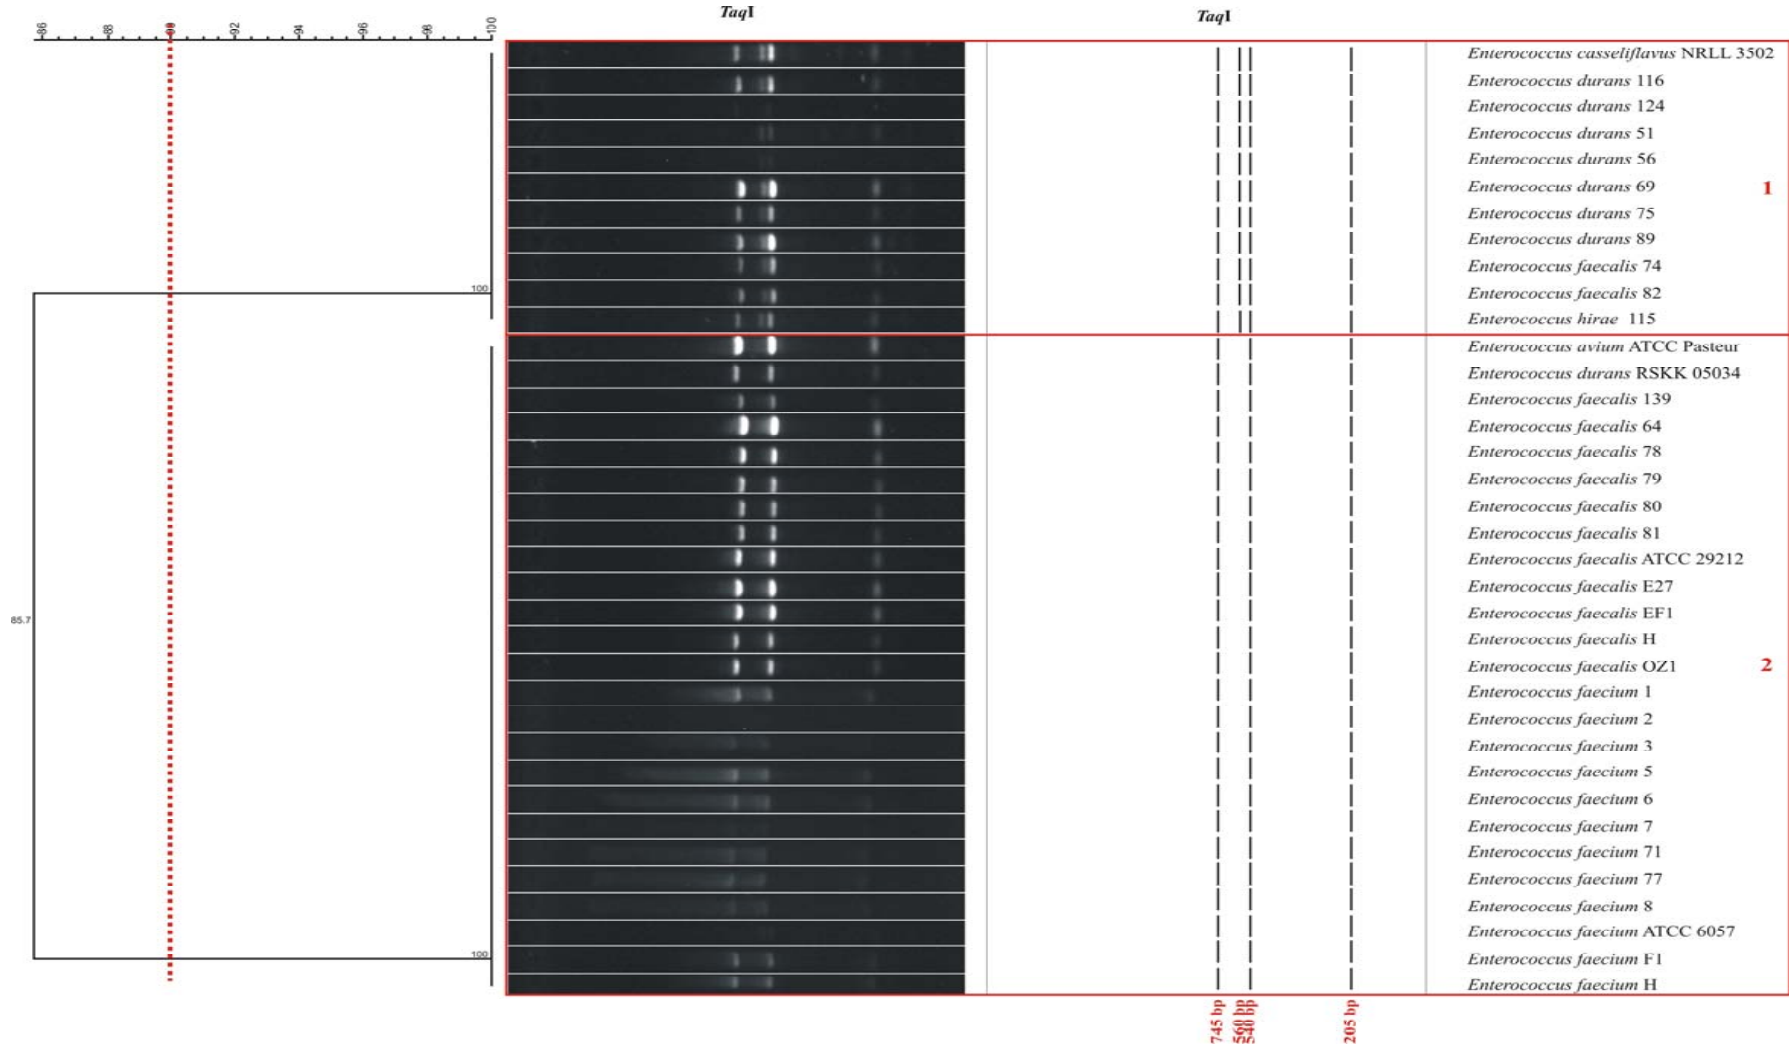 TaqI TaqI
86 88 90 92 94 96 98 100
Enterococcus casseliflavus NRLL 3502
Enterococcus durans 116
Enterococcus durans 124
Enterococcus durans 51
Enterococcus durans 56
Enterococcus durans 69 1
Enterococcus durans 75
Enterococcus durans 89
Enterococcus faecalis 74
100 Enterococcus faecalis 82
Enterococcus hirae 115
Enterococcus avium ATCC Pasteur
Enterococcus durans RSKK 05034
Enterococcus faecalis 139
Enterococcus faecalis 64
Enterococcus faecalis 78
Enterococcus faecalis 79
Enterococcus faecalis 80
Enterococcus faecalis 81
Enterococcus faecalis ATCC 29212
Enterococcus faecalis E27
Enterococcus faecalis EF1
85.7
Enterococcus faecalis H
Enterococcus faecalis OZ1 2
Enterococcus faecium 1
Enterococcus faecium 2
Enterococcus faecium 3
Enterococcus faecium 5
Enterococcus faecium 6
Enterococcus faecium 7
Enterococcus faecium 71
Enterococcus faecium 77
Enterococcus faecium 8
Enterococcus faecium ATCC 6057
100 Enterococcus faecium F1
Enterococcus faecium H
745 bp
560 bp
540 bp
205 bp